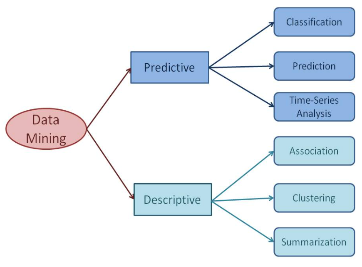 Data
Mining
Predictive
Classification
Prediction
Time-Series
Analysis
Descriptive
Association
Clustering
Summarization